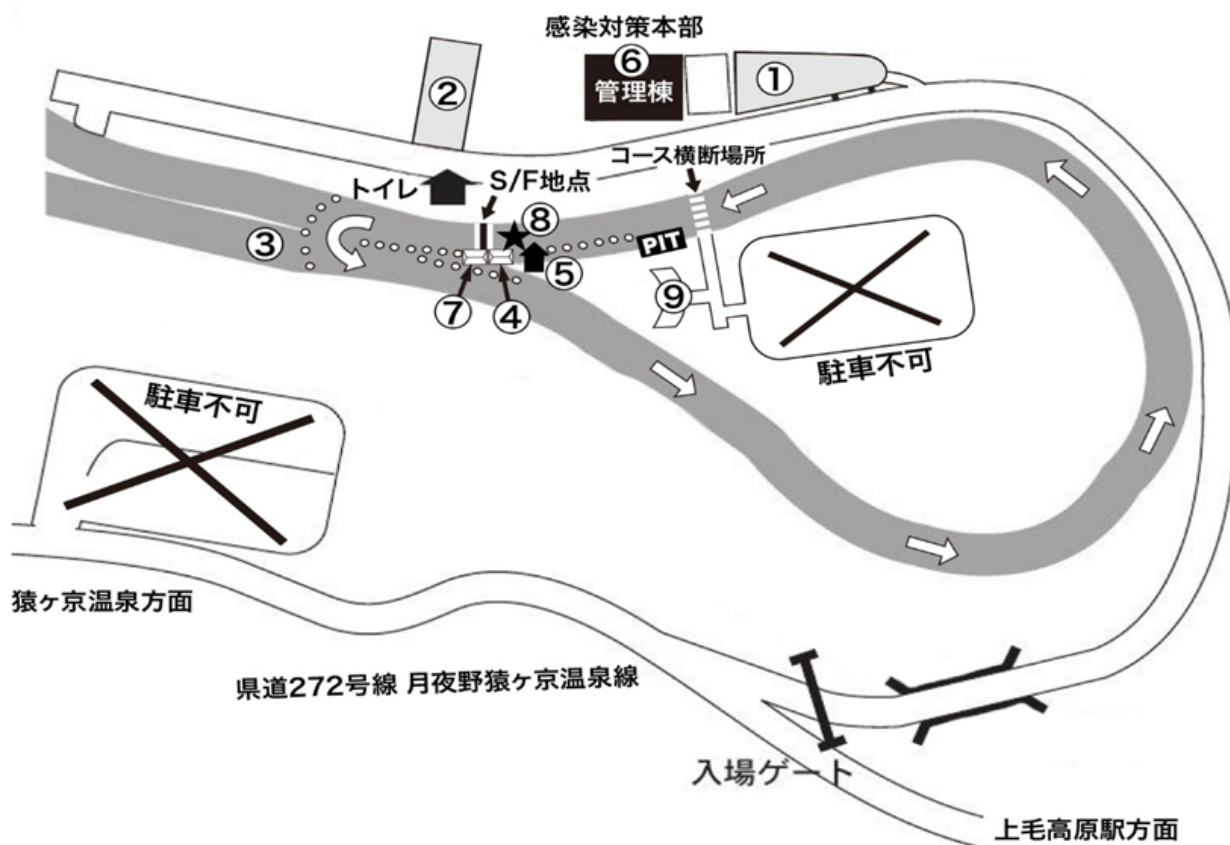 感染対策本部
⑥
管理棟
①
②
コース横断場所
トイレ
S/F地点
⑧
③
PIT
⑤
⑦
④
⑨
駐車不可
駐車不可
猿ヶ京温泉方面
県道272号線 月夜野猿ヶ京温泉線
入場ゲート
上毛高原駅方面